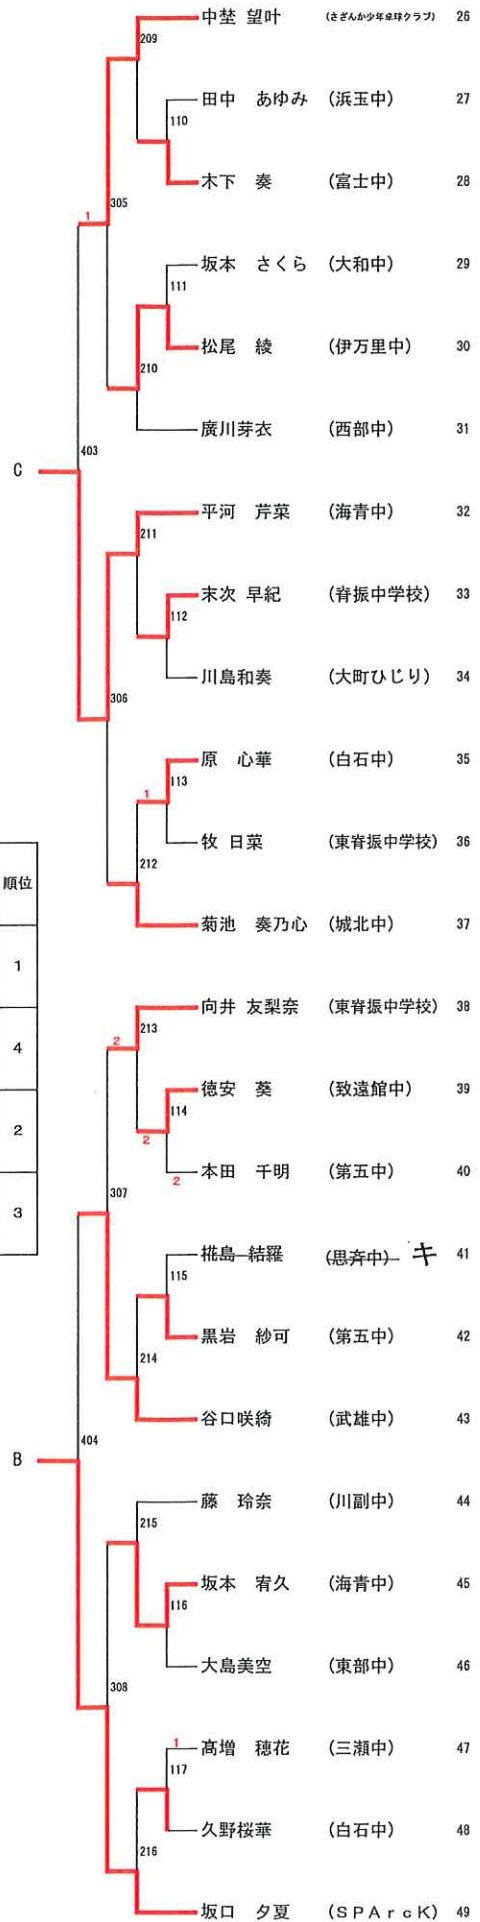 中埜 望叶 (さざんか少年卓球クラブ) 26
209
田中 あゆみ (浜玉中) 27
110
木下 奏 (富士中) 28
305
1
坂本 さくら (大和中) 29
111
松尾 綾 (伊万里中) 30
210
廣川芽衣 (西部中) 31
403
C
平河 芹菜 (海青中) 32
211
末次 早紀 (脊振中学校) 33
112
川島和奏 (大町ひじり) 34
306
原 心華 (白石中) 35
113
1
牧 日菜 (東脊振中学校) 36
212
順位
菊池 奏乃心 (城北中) 37
1
向井 友梨奈 (東脊振中学校) 38
213
2
4
徳安 葵 (致遠館中) 39
114
2
2
本田 千明 (第五中) 40
2
307
3
椛島 結羅 (思斉中) キ 41
115
黒岩 紗可 (第五中) 42
214
谷口咲綺 (武雄中) 43
404
B
藤 玲奈 (川副中) 44
215
坂本 宥久 (海青中) 45
116
大島美空 (東部中) 46
308
1
髙増 穂花 (三瀬中) 47
117
久野桜華 (白石中) 48
216
坂口 夕夏 (SPArcK) 49